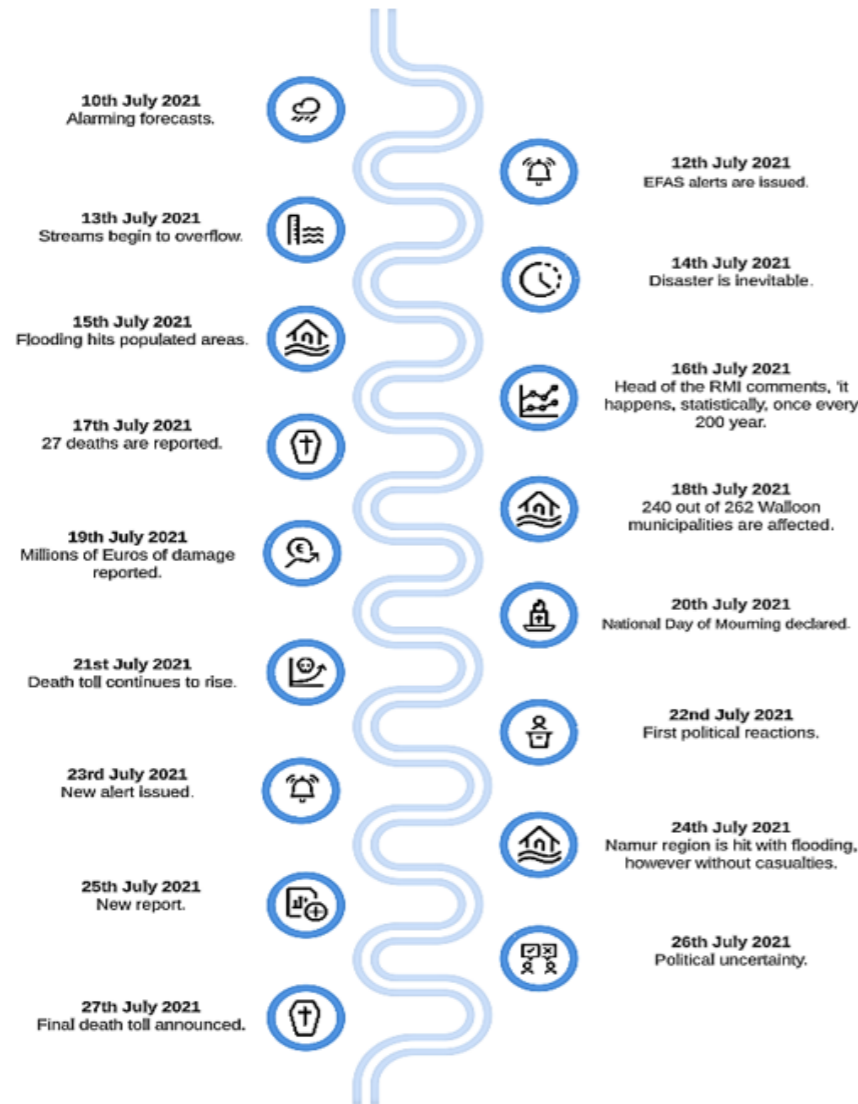 10th July 2021
Alarming forecasts.
12th July 2021
EFAS alerts are issued.
13th July 2021
Streams begin to overflow.
14th July 2021
Disaster is inevitable.
15th July 2021
Flooding hits populated areas.
16th July 2021
Head of the RMI comments, 'it
happens, statistically, once every
200 year.
17th July 2021
27 deaths are reported.
18th July 2021
240 out of 262 Walloon
municipalities are affected.
19th July 2021
Millions of Euros of damage
reported.
20th July 2021
National Day of Mourning declared.
21st July 2021
Death toll continues to rise.
22nd July 2021
First political reactions.
23rd July 2021
New alert issued.
24th July 2021
Namur region is hit with flooding,
however without casualties.
25th July 2021
New report.
26th July 2021
Political uncertainty.
27th July 2021
Final death toll announced.